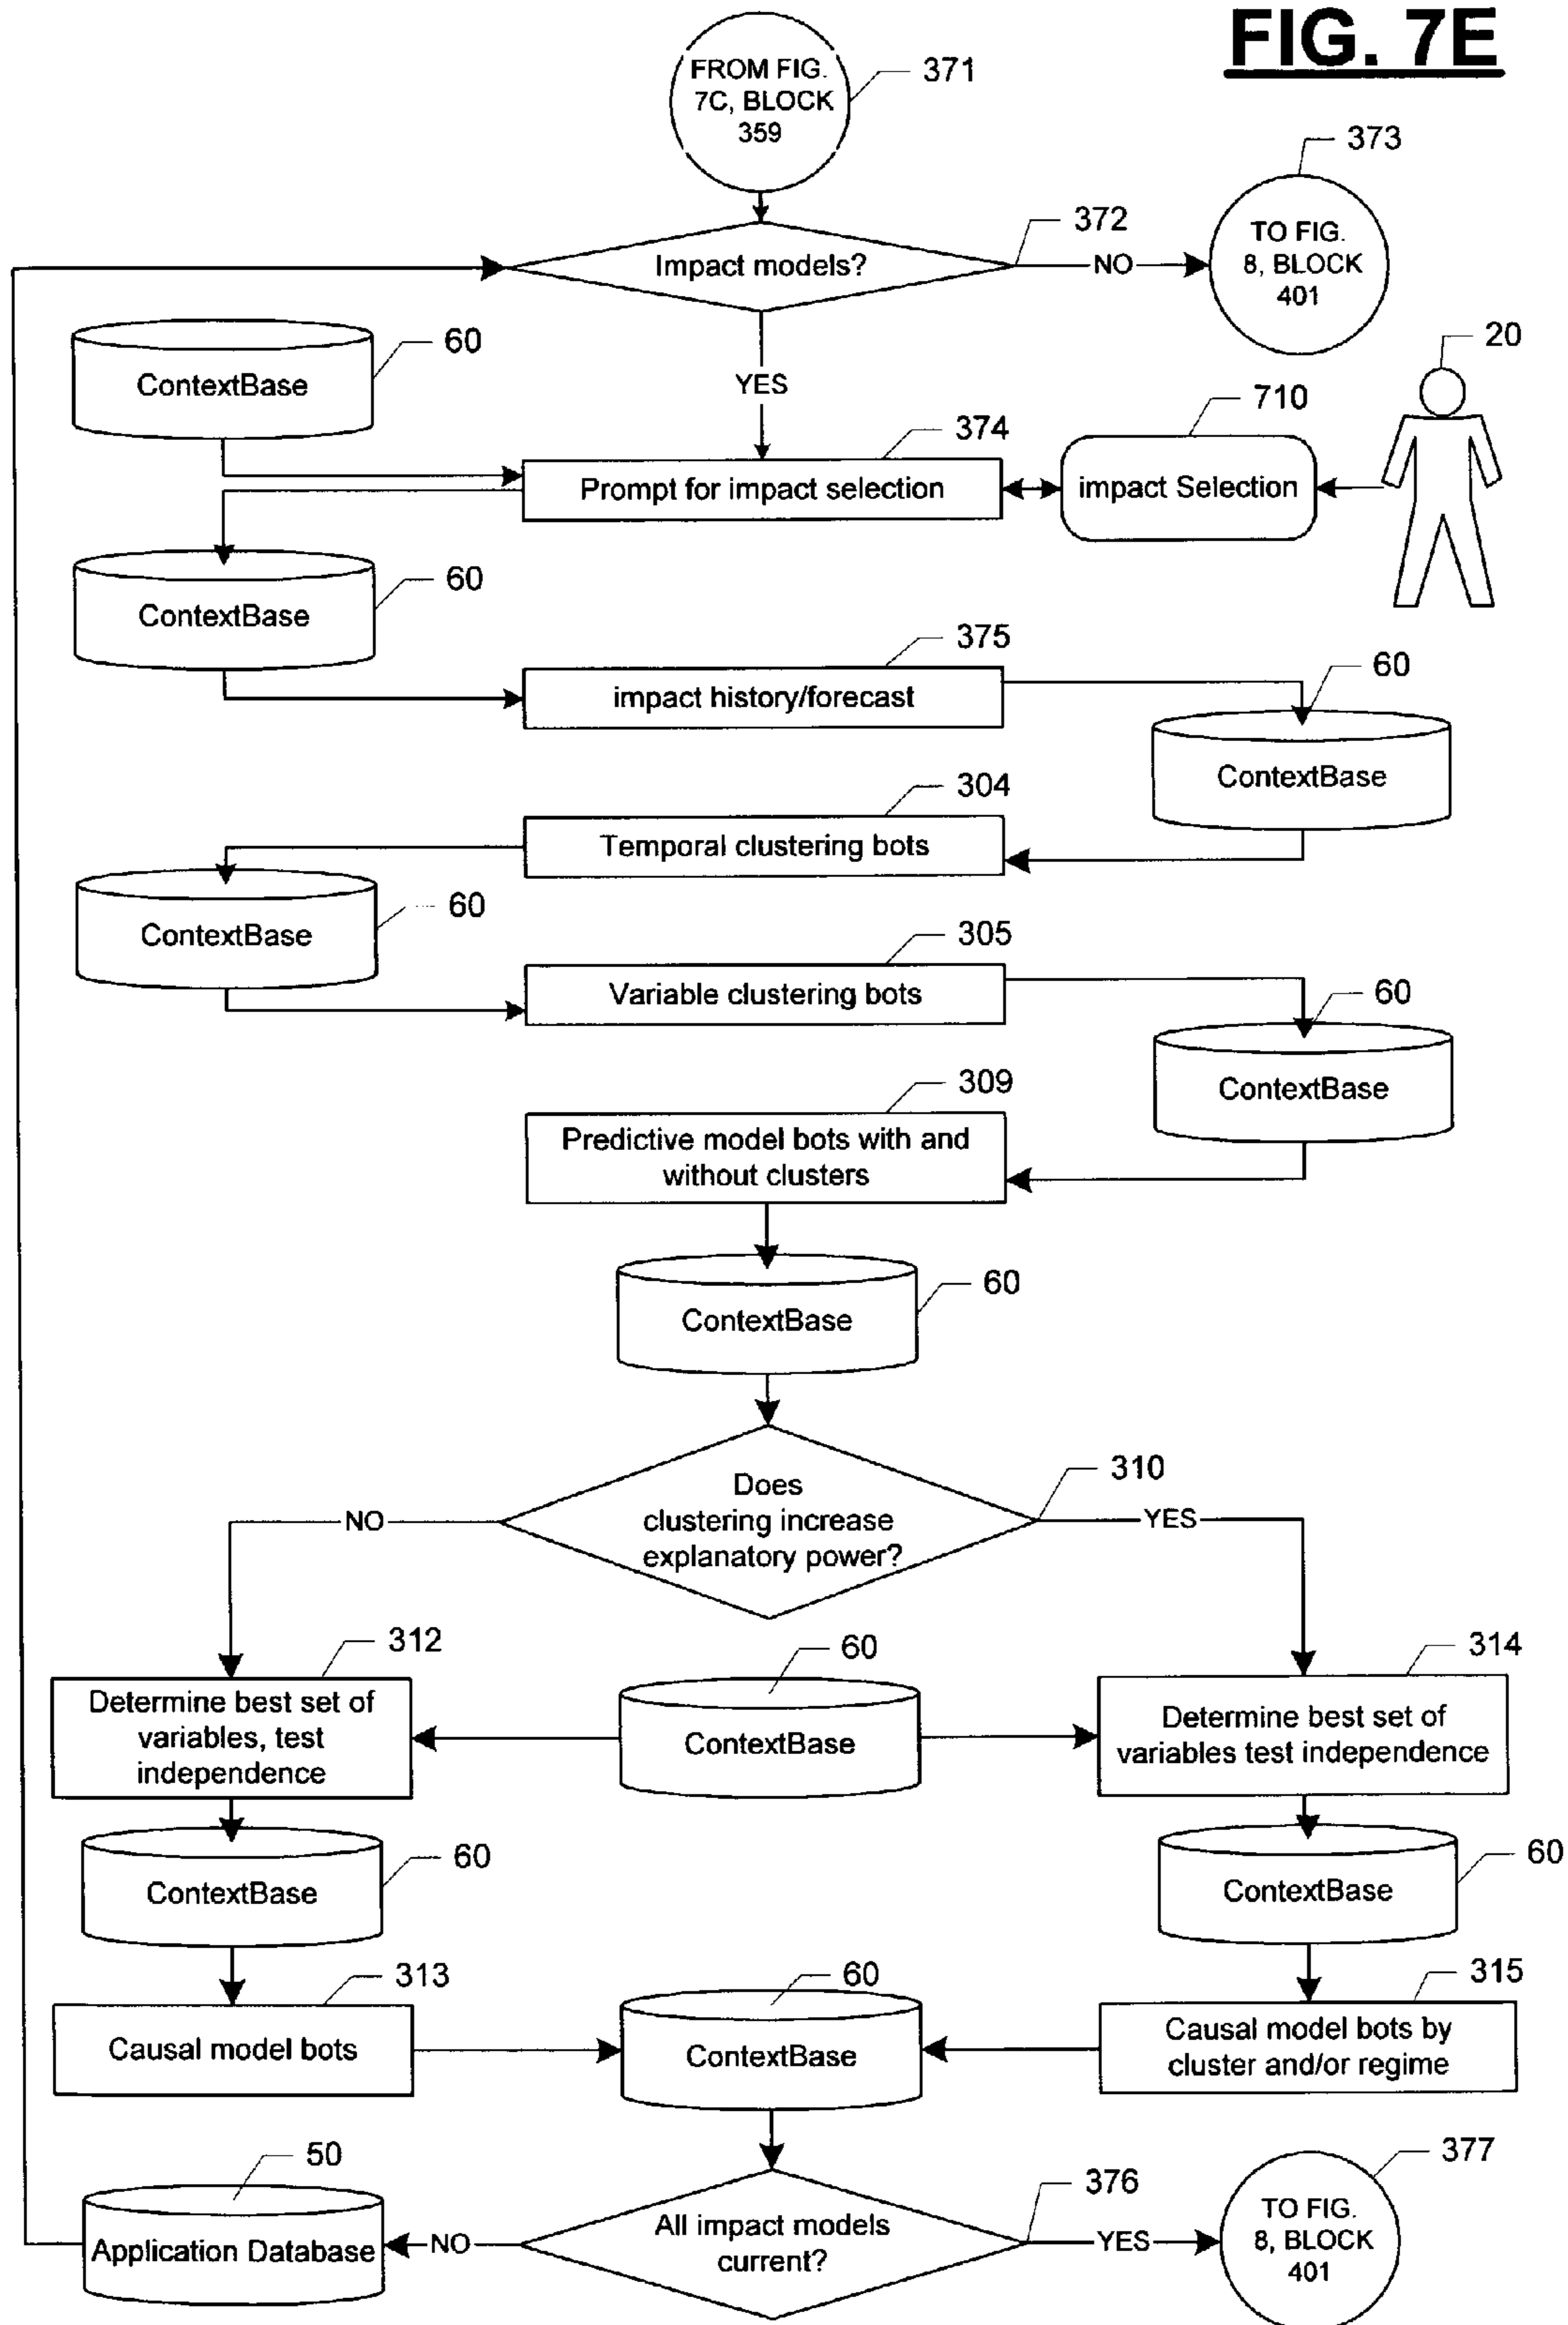 FIG. 7E
FROM FIG.
7C, BLOCK
359
371
373
372
Impact models?
NO
TO FIG.
8, BLOCK
401
60
ContextBase
YES
20
710
374
Prompt for impact selection
impact Selection
60
ContextBase
375
impact history/forecast
60
ContextBase
304
Temporal clustering bots
60
ContextBase
305
Variable clustering bots
60
ContextBase
309
Predictive model bots with and
without clusters
60
ContextBase
310
Does
clustering increase
explanatory power?
NO
YES
312
Determine best set of
variables, test
independence
60
ContextBase
314
Determine best set of
variables test independence
60
ContextBase
60
ContextBase
313
Causal model bots
60
ContextBase
315
Causal model bots by
cluster and/or regime
50
Application Database
NO
376
All impact models
current?
YES
377
TO FIG.
8, BLOCK
401